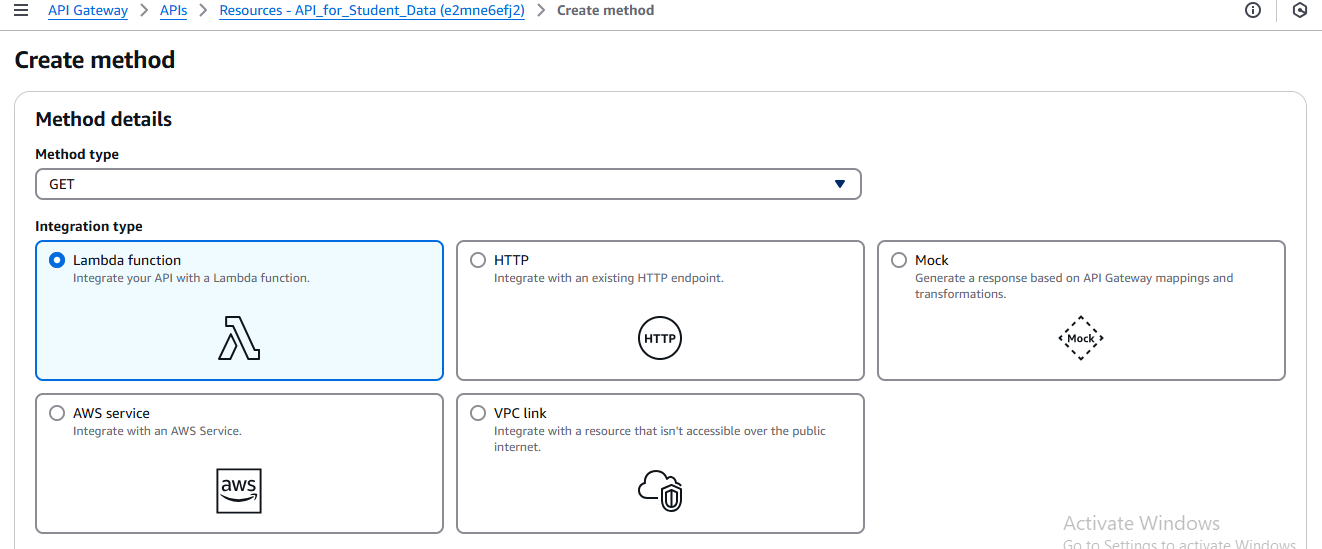 API Gateway > APIs > Resources - API_for_Student_Data (e2mne6efj2) > Create method
Create method
Method details
Method type
GET
Integration type
Lambda function
Integrate your API with a Lambda function.
HTTP
Integrate with an existing HTTP endpoint.
HTTP
Mock
Generate a response based on API Gateway mappings and
transformations.
Mock
AWS service
Integrate with an AWS Service.
aws
VPC link
Integrate with a resource that isn't accessible over the public
internet.
Activate Windows
Go to Settings to activate Windows.